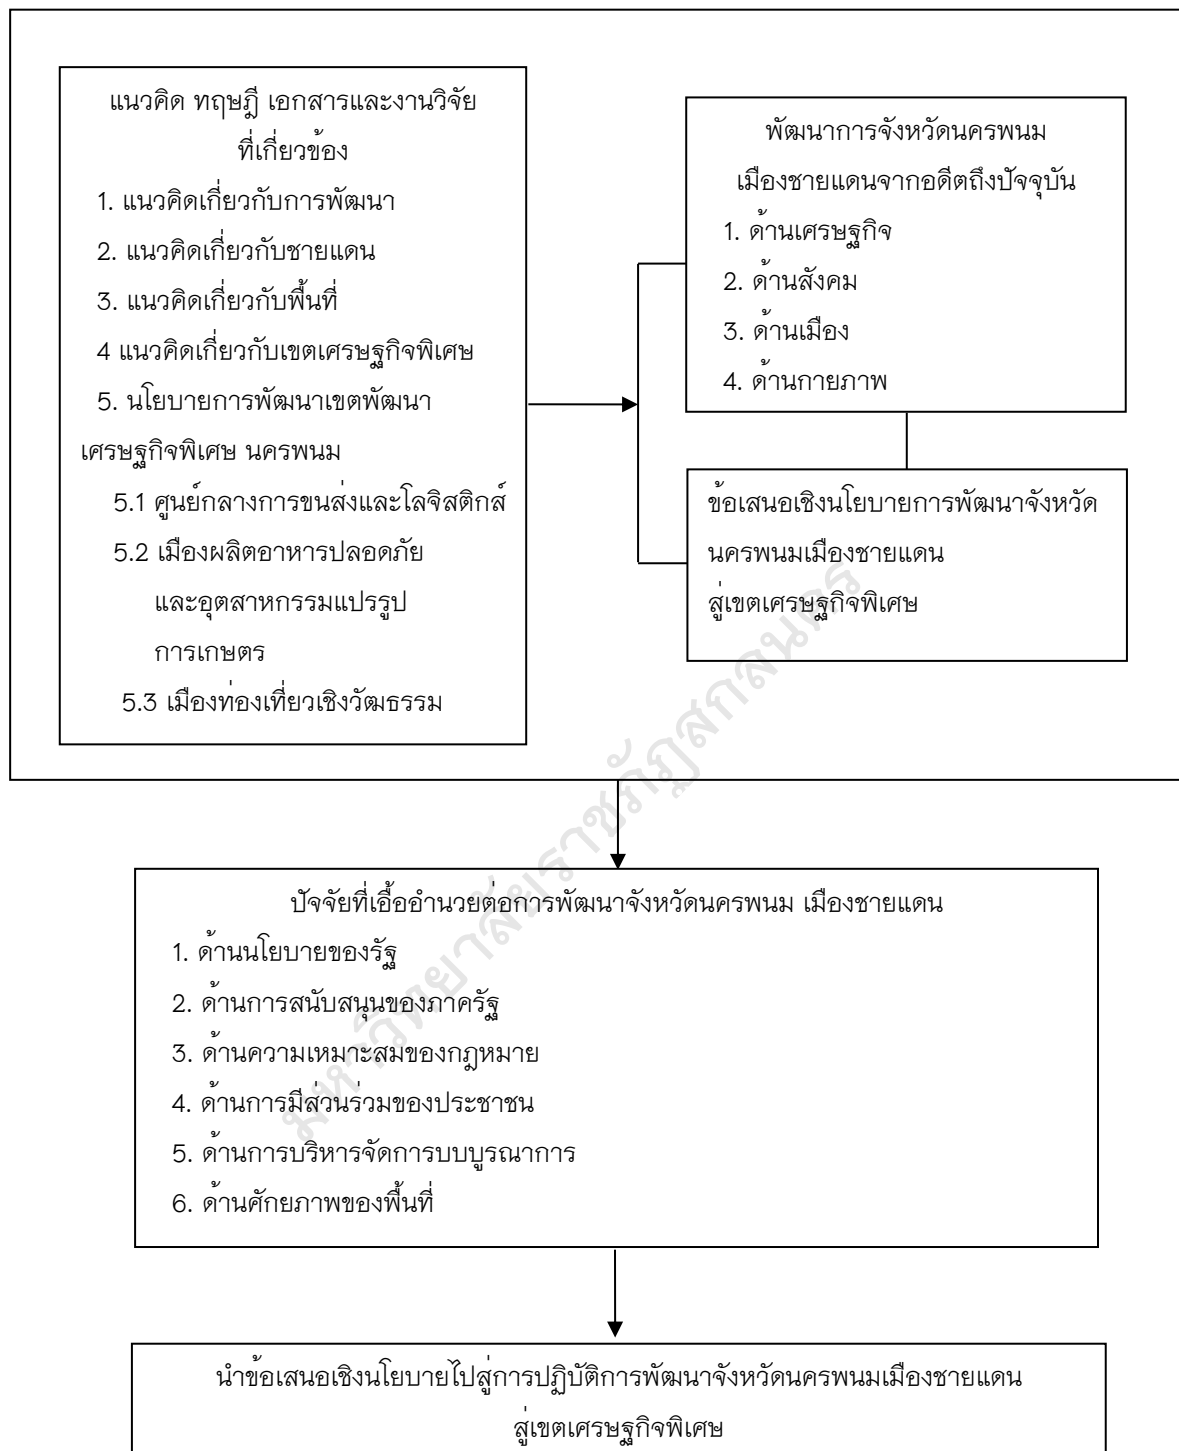 แนวคิด ทฤษฎี เอกสารและงานวิจัย
ที่เกี่ยวข้อง
1. แนวคิดเกี่ยวกับการพัฒนา
2. แนวคิดเกี่ยวกับชายแดน
3. แนวคิดเกี่ยวกับพื้นที่
4 แนวคิดเกี่ยวกับเขตเศรษฐกิจพิเศษ
5. นโยบายการพัฒนาเขตพัฒนา
เศรษฐกิจพิเศษ นครพนม
5.1 ศูนย์กลางการขนส่งและโลจิสติกส์
5.2 เมืองผลิตอาหารปลอดภัย
และอุตสาหกรรมแปรรูป
การเกษตร
5.3 เมืองท่องเที่ยวเชิงวัฒธรรม
พัฒนาการจังหวัดนครพนม
เมืองชายแดนจากอดีตถึงปัจจุบัน
1. ด้านเศรษฐกิจ
2. ด้านสังคม
3. ด้านเมือง
4. ด้านกายภาพ
ข้อเสนอเชิงนโยบายการพัฒนาจังหวัด
นครพนมเมืองชายแดน
สู่เขตเศรษฐกิจพิเศษ
ปัจจัยที่เอื้ออำนวยต่อการพัฒนาจังหวัดนครพนม เมืองชายแดน
1. ด้านนโยบายของรัฐ
2. ด้านการสนับสนุนของภาครัฐ
3. ด้านความเหมาะสมของกฎหมาย
4. ด้านการมีส่วนร่วมของประชาชน
5. ด้านการบริหารจัดการบบบูรณาการ
6. ด้านศักยภาพของพื้นที่
นำข้อเสนอเชิงนโยบายไปสู่การปฏิบัติการพัฒนาจังหวัดนครพนมเมืองชายแดน
สู่เขตเศรษฐกิจพิเศษ
มหาวิทยาลัยราชภัฏสกลนคร